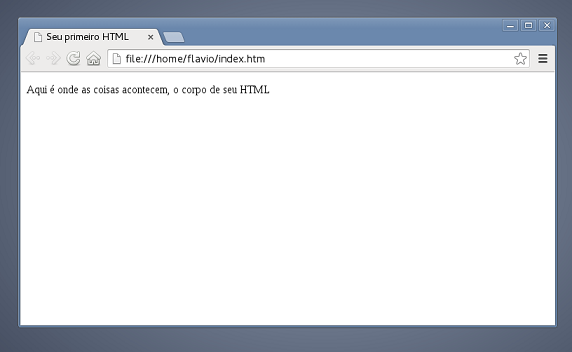 Seu primeiro HTML
file:///home/flavio/index.htm
Aqui é onde as coisas acontecem, o corpo de seu HTML